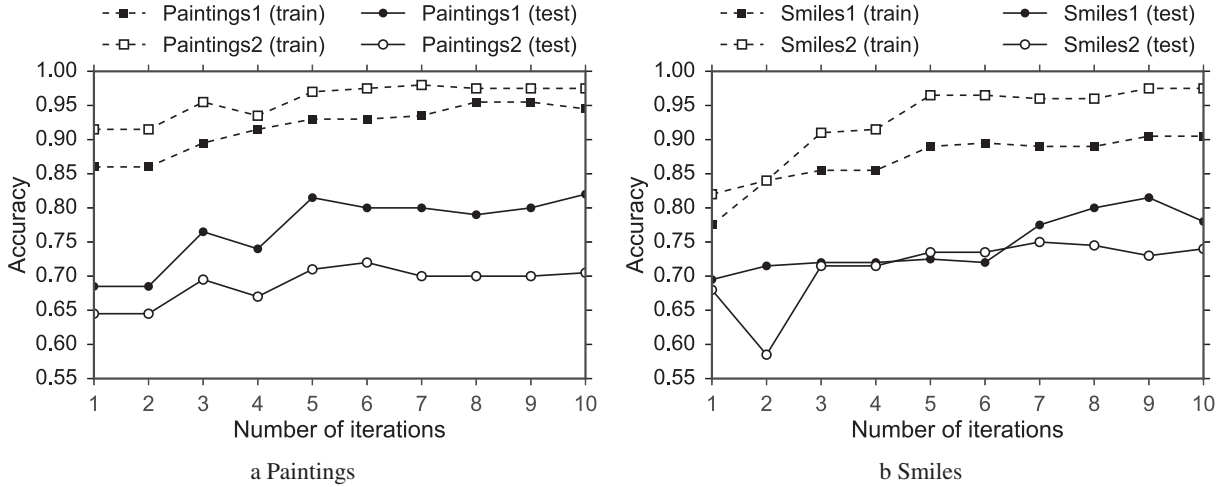 Paintings1 (train) Paintings1 (test)
Paintings2 (train) Paintings2 (test)
1.00
0.95
0.90
0.85
0.80
0.75
0.70
0.65
0.60
0.55
Accuracy
1 2 3 4 5 6 7 8 9 10
Number of iterations
a Paintings
Smiles1 (train) Smiles1 (test)
Smiles2 (train) Smiles2 (test)
1.00
0.95
0.90
0.85
0.80
0.75
0.70
0.65
0.60
0.55
Accuracy
1 2 3 4 5 6 7 8 9 10
Number of iterations
b Smiles